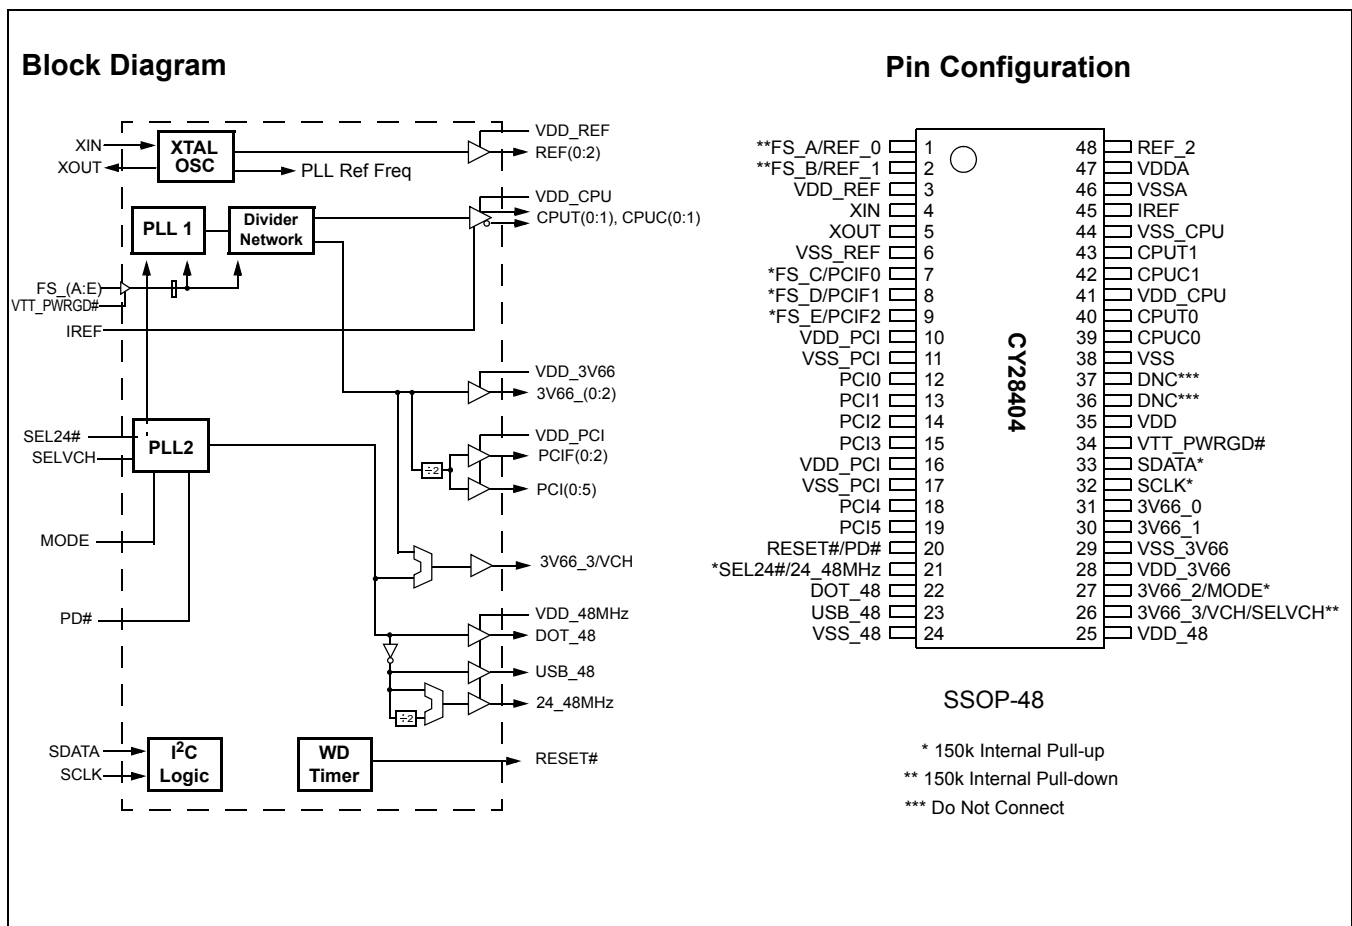 Block Diagram
XIN
XOUT
XTAL
OSC
VDD_REF
REF(0:2)
PLL Ref Freq
PLL 1
Divider
Network
VDD_CPU
CPUT(0:1), CPUC(0:1)
FS_(A:E)
VTT_PWRGD#
IREF
VDD_3V66
3V66_(0:2)
SEL24#
SELVCH
PLL2
÷2
VDD_PCI
PCIF(0:2)
PCI(0:5)
MODE
3V66_3/VCH
PD#
VDD_48MHz
DOT_48
USB_48
÷2
24_48MHz
SDATA
SCLK
I2C
Logic
WD
Timer
RESET#
Pin Configuration
**FS_A/REF_0 1
**FS_B/REF_1 2
VDD_REF 3
XIN 4
XOUT 5
VSS_REF 6
*FS_C/PCIF0 7
*FS_D/PCIF1 8
*FS_E/PCIF2 9
VDD_PCI 10
VSS_PCI 11
PCI0 12
PCI1 13
PCI2 14
PCI3 15
VDD_PCI 16
VSS_PCI 17
PCI4 18
PCI5 19
RESET#/PD# 20
*SEL24#/24_48MHz 21
DOT_48 22
USB_48 23
VSS_48 24
CY28404
48 REF_2
47 VDDA
46 VSSA
45 IREF
44 VSS_CPU
43 CPUT1
42 CPUC1
41 VDD_CPU
40 CPUT0
39 CPUC0
38 VSS
37 DNC***
36 DNC***
35 VDD
34 VTT_PWRGD#
33 SDATA*
32 SCLK*
31 3V66_0
30 3V66_1
29 VSS_3V66
28 VDD_3V66
27 3V66_2/MODE*
26 3V66_3/VCH/SELVCH**
25 VDD_48
SSOP-48
* 150k Internal Pull-up
** 150k Internal Pull-down
*** Do Not Connect